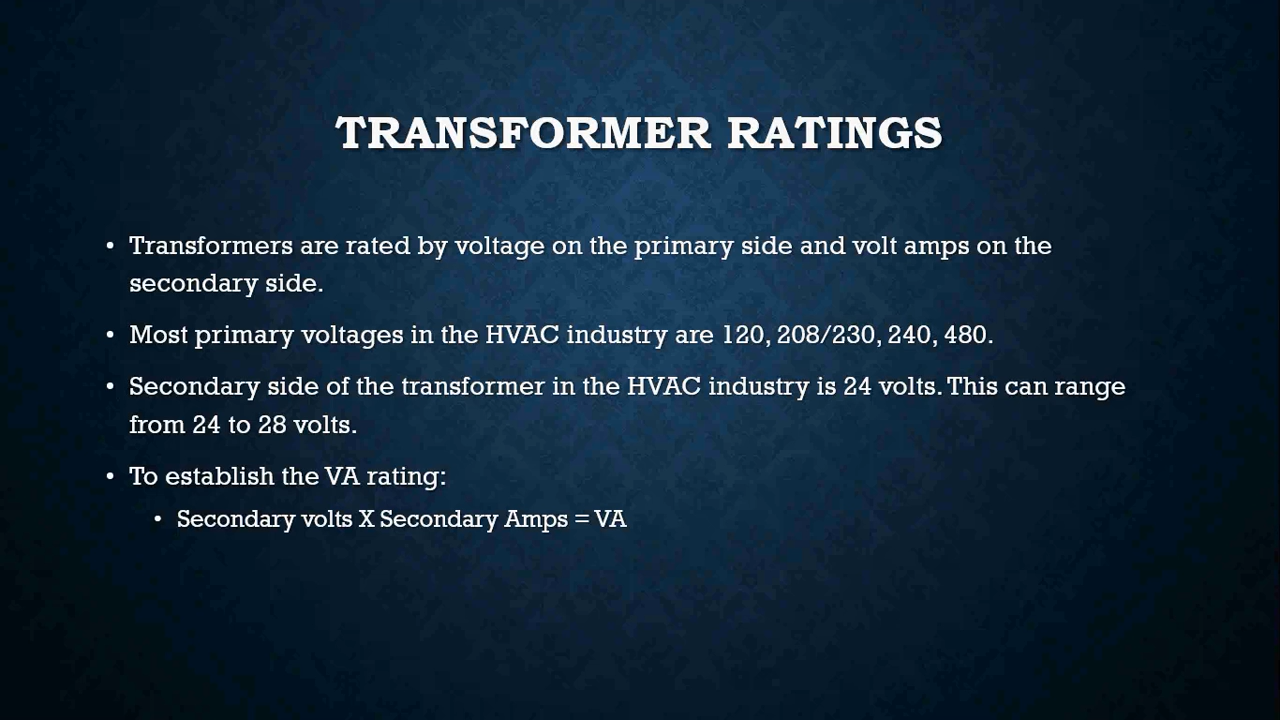 TRANSFORMER RATINGS
• Transformers are rated by voltage on the primary side and volt amps on the
secondary side.
• Most primary voltages in the HVAC industry are 120, 208/230, 240, 480.
• Secondary side of the transformer in the HVAC industry is 24 volts. This can range
from 24 to 28 volts.
• To establish the VA rating:
• Secondary volts X Secondary Amps = VA